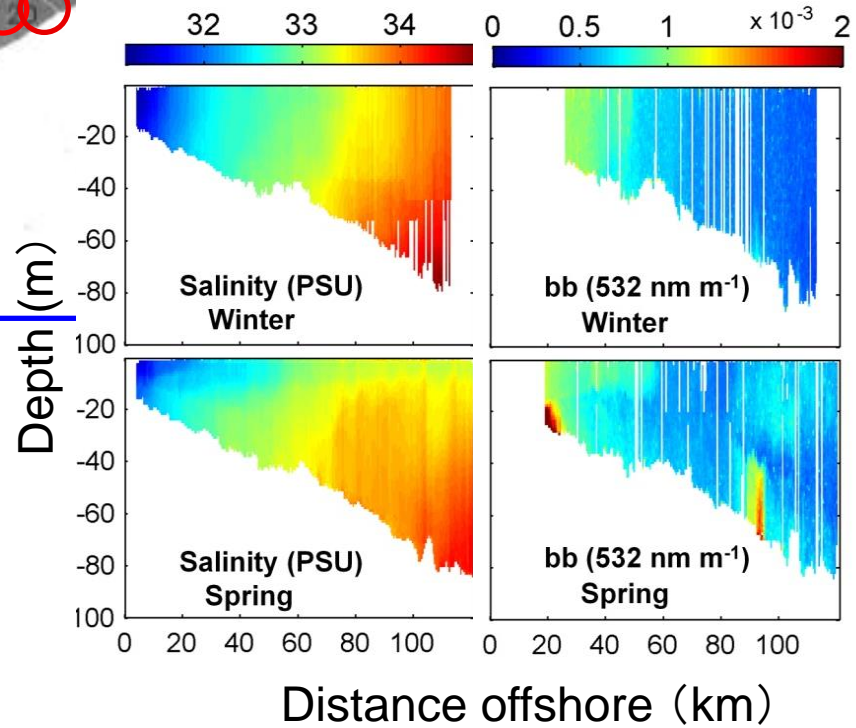 32 33 34
0 0.5 1 x 10⁻³ 2
-20
-40
-60
-80
100
Salinity (PSU)
Winter
bb (532 nm m⁻¹)
Winter
Depth (m)
-20
-40
-60
-80
100
Salinity (PSU)
Spring
bb (532 nm m⁻¹)
Spring
0 20 40 60 80 100
0 20 40 60 80 100
Distance offshore（km）